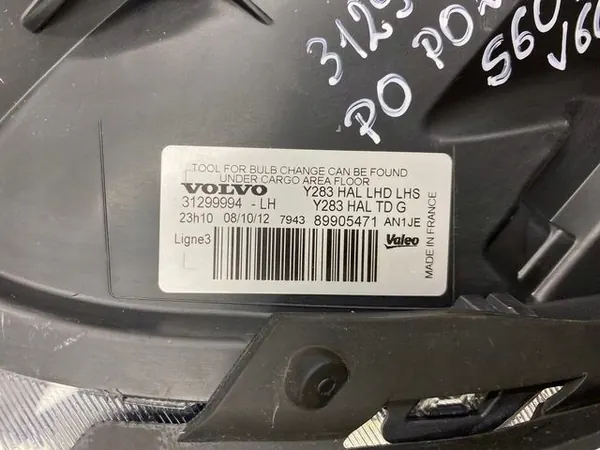 3129
PO PO
S60
V60
TOOL FOR BULB CHANGE CAN BE FOUND
UNDER CARGO AREA FLOOR
VOLVO Y283 HAL LHD LHS
31299994 - LH Y283 HAL TD G
23h10 08/10/12 7943 89905471 AN1JE
Ligne3
L
Valeo
MADE IN FRANCE